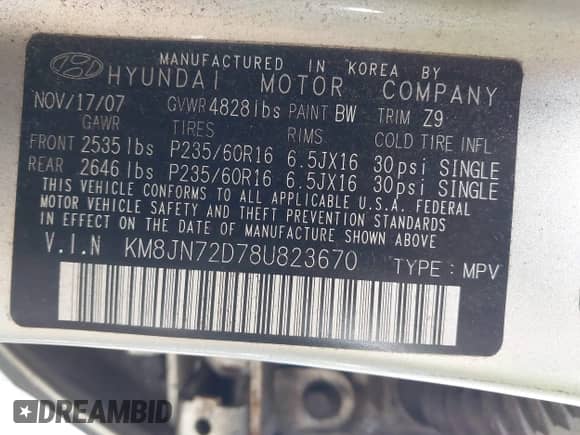 MANUFACTURED IN KOREA BY
HYUNDAI MOTOR COMPANY
NOV/17/07 GVWR 4828lbs PAINT BW TRIM Z9
GAWR TIRES RIMS COLD TIRE INFL
FRONT 2535lbs P235/60R16 6.5JX16 30psi SINGLE
REAR 2646lbs P235/60R16 6.5JX16 30psi SINGLE
THIS VEHICLE CONFORMS TO ALL APPLICABLE U.S.A. FEDERAL
MOTOR VEHICLE SAFETY AND THEFT PREVENTION STANDARDS
IN EFFECT ON THE DATE OF MANUFACTURE SHOWN ABOVE.
V.I.N KM8JN72D78U823670 TYPE : MPV
DREAMBID